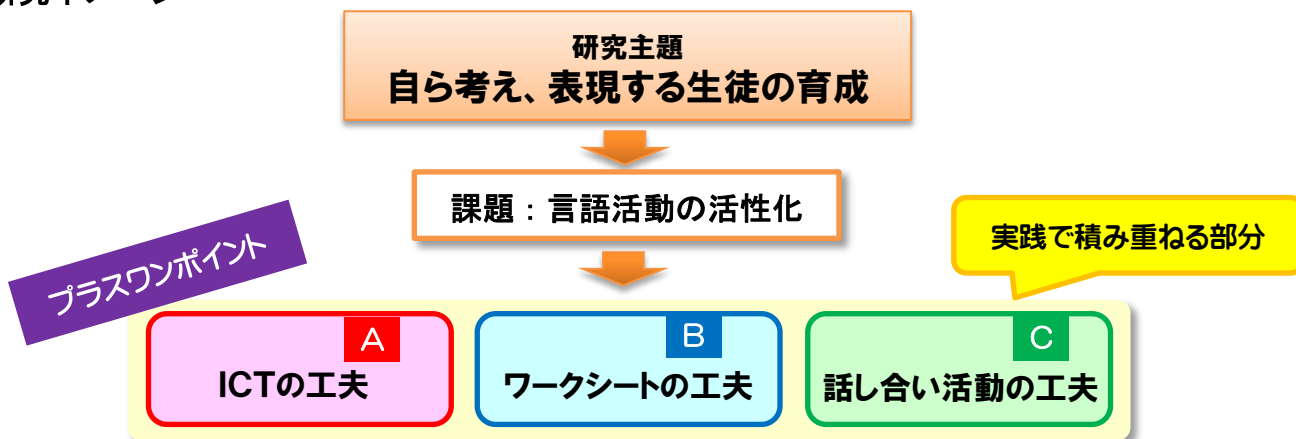 研究主題
自ら考え、表現する生徒の育成
課題：言語活動の活性化
実践で積み重ねる部分
プラスワンポイント
A
ICTの工夫
B
ワークシートの工夫
C
話し合い活動の工夫